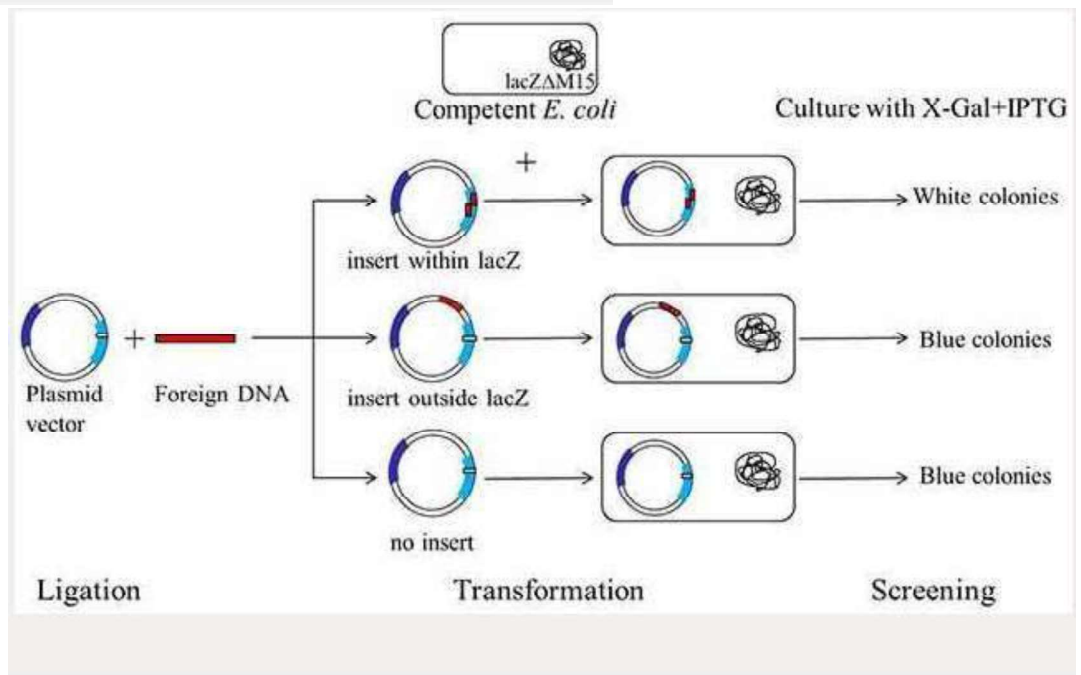 lacZΔM15
Competent E. coli
Culture with X-Gal+IPTG
+
White colonies
insert within lacZ
+
Plasmid
vector
Foreign DNA
insert outside lacZ
Blue colonies
no insert
Blue colonies
Ligation
Transformation
Screening